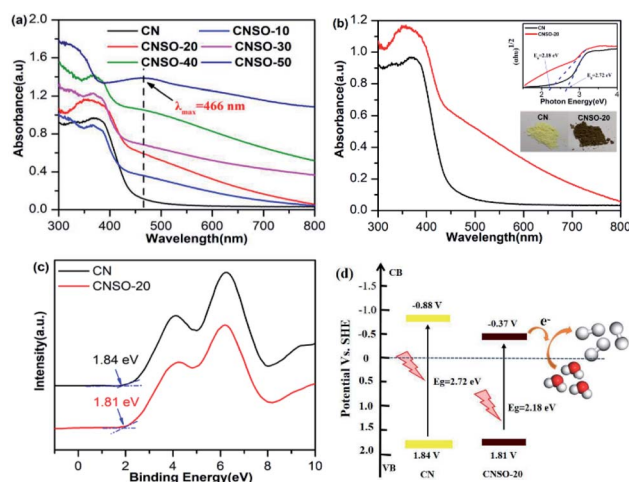 (a)
CN
CNSO-10
CNSO-20
CNSO-30
CNSO-40
CNSO-50
λmax=466 nm
Absorbance(a.u)
2.0
1.6
1.2
0.8
0.4
0.0
300 400 500 600 700 800
Wavelength(nm)
(b)
CN
CNSO-20
Absorbance(a.u)
1.2
1.0
0.8
0.6
0.4
0.2
0.0
300 400 500 600 700 800
Wavelength(nm)
CN
CNSO-20
(ahv)1/2
Eg=2.18 eV
Eg=2.72 eV
2 3 4
Photon Energy(eV)
CN CNSO-20
(c)
CN
CNSO-20
Intensity(a.u.)
1.84 eV
1.81 eV
0 2 4 6 8 10
Binding Energy(eV)
(d)
CB
Potential Vs. SHE
-1.5
-1.0
-0.5
0
0.5
1.0
1.5
2.0
VB
-0.88 V
-0.37 V
e-
Eg=2.72 eV
Eg=2.18 eV
1.84 V
1.81 V
CN
CNSO-20